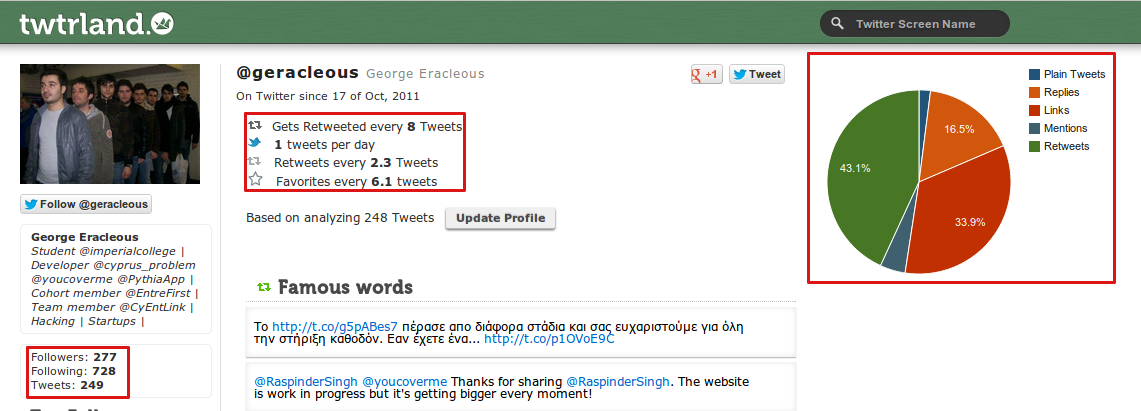 twtrland.
Twitter Screen Name
@geracleous George Eracleous
g +1
Tweet
On Twitter since 17 of Oct, 2011
Gets Retweeted every 8 Tweets
1 tweets per day
Retweets every 2.3 Tweets
Favorites every 6.1 tweets
Based on analyzing 248 Tweets
Update Profile
Follow @geracleous
George Eracleous
Student @imperialcollege |
Developer @cyprus_problem
@youcoverme @PythiaApp |
Cohort member @EntreFirst |
Team member @CyEntLink |
Hacking | Startups |
Followers: 277
Following: 728
Tweets: 249
Famous words
Το http://t.co/g5pABes7 πέρασε απο διάφορα στάδια και σας ευχαριστούμε για όλη
την στήριξη καθοδόν. Εαν έχετε ένα... http://t.co/p1OVoE9C
@RaspinderSingh @youcoverme Thanks for sharing @RaspinderSingh. The website
is work in progress but it's getting bigger every moment!
Plain Tweets
Replies
Links
Mentions
Retweets
16.5%
43.1%
33.9%